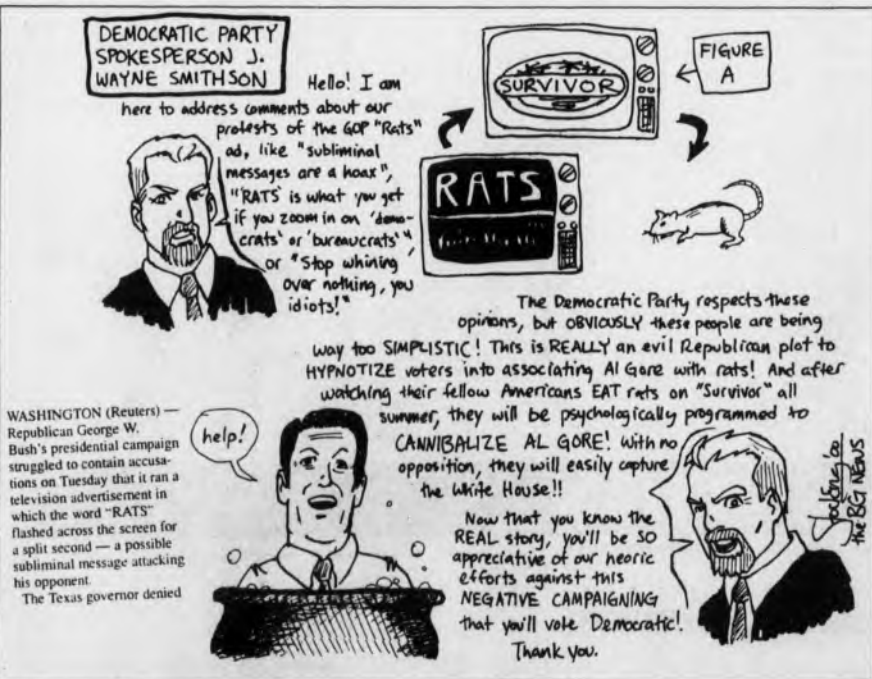 DEMOCRATIC PARTY
SPOKESPERSON J.
WAYNE SMITHSON
Hello! I am
here to address comments about our
protests of the GOP "Rats"
ad, like "subliminal
messages are a hoax",
"'RATS' is what you get
if you zoom in on 'demo-
crats' or 'bureaucrats'",
or "Stop whining
over nothing, you
idiots!"
SURVIVOR
FIGURE
A
RATS
The Democratic Party respects these
opinions, but OBVIOUSLY these people are being
way too SIMPLISTIC! This is REALLY an evil Republican plot to
HYPNOTIZE voters into associating Al Gore with rats! And after
watching their fellow Americans EAT rats on "Survivor" all
summer, they will be psychologically programmed to
CANNIBALIZE AL GORE! With no
opposition, they will easily capture
the White House!!
Now that you know the
REAL story, you'll be SO
appreciative of our heoric
efforts against this
NEGATIVE CAMPAIGNING
that you'll vote Democratic!
Thank you.
help!
WASHINGTON (Reuters) —
Republican George W.
Bush's presidential campaign
struggled to contain accusa-
tions on Tuesday that it ran a
television advertisement in
which the word "RATS"
flashed across the screen for
a split second — a possible
subliminal message attacking
his opponent.
The Texas governor denied
'00
the BG NEWS